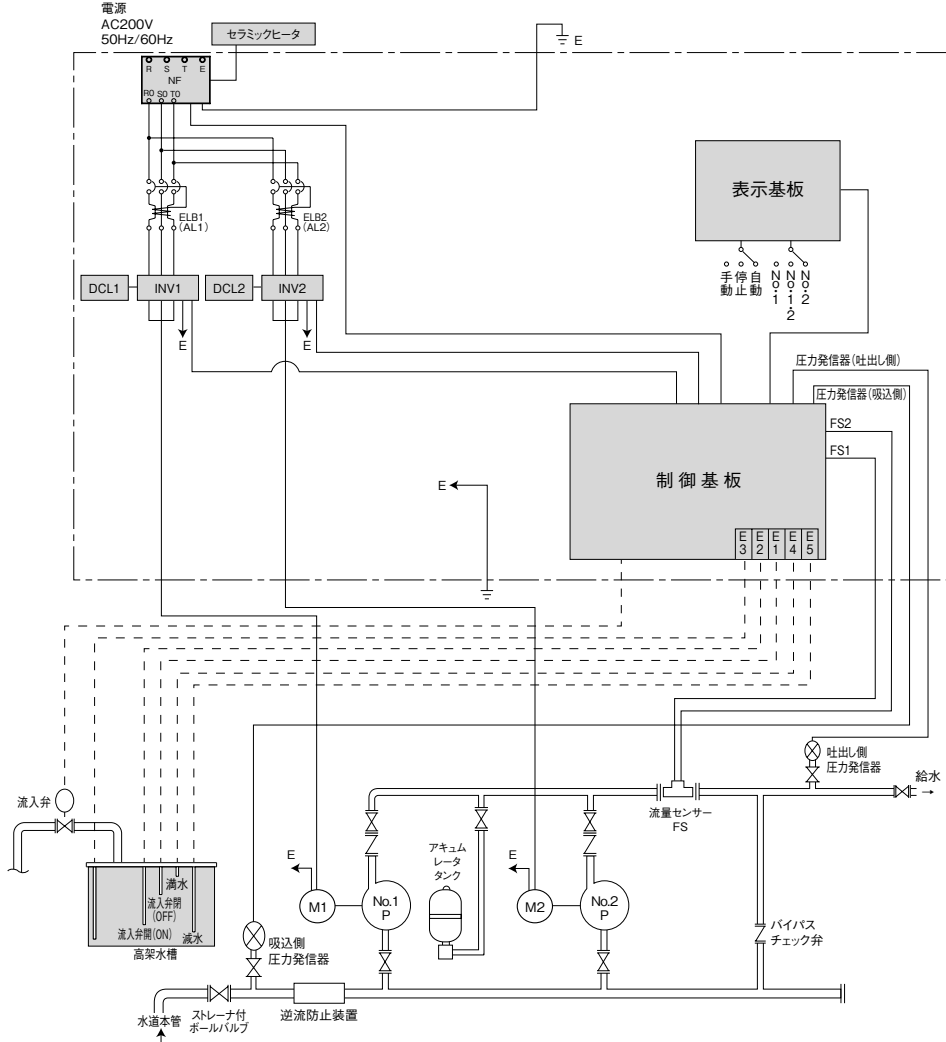 電源
AC200V
50Hz/60Hz
セラミックヒータ
E
R S T E
NF
R0 S0 T0
ELB1
(AL1)
ELB2
(AL2)
表示基板
手動
停止
自動
No.1
No.1.2
No.2
DCL1
INV1
DCL2
INV2
E
E
圧力発信器(吐出し側)
圧力発信器(吸込側)
FS2
FS1
制御基板
E
E3
E2
E1
E4
E5
吐出し側
圧力発信器
給水
流量センサー
FS
流入弁
満水
流入弁閉
(OFF)
流入弁開(ON)
減水
高架水槽
E
M1
No.1
P
アキュム
レータ
タンク
E
M2
No.2
P
バイパス
チェック弁
吸込側
圧力発信器
水道本管
ストレーナ付
ボールバルブ
逆流防止装置